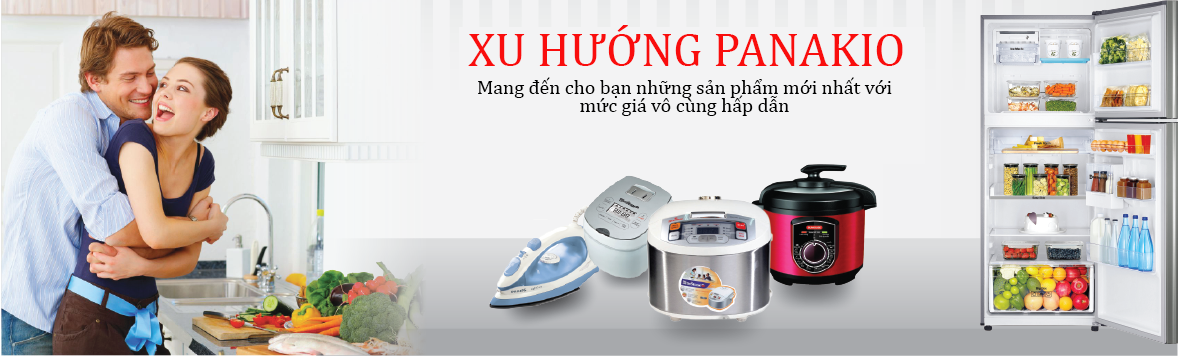 XU HƯỚNG PANAKIO
Mang đến cho bạn những sản phẩm mới nhất với
mức giá vô cùng hấp dẫn